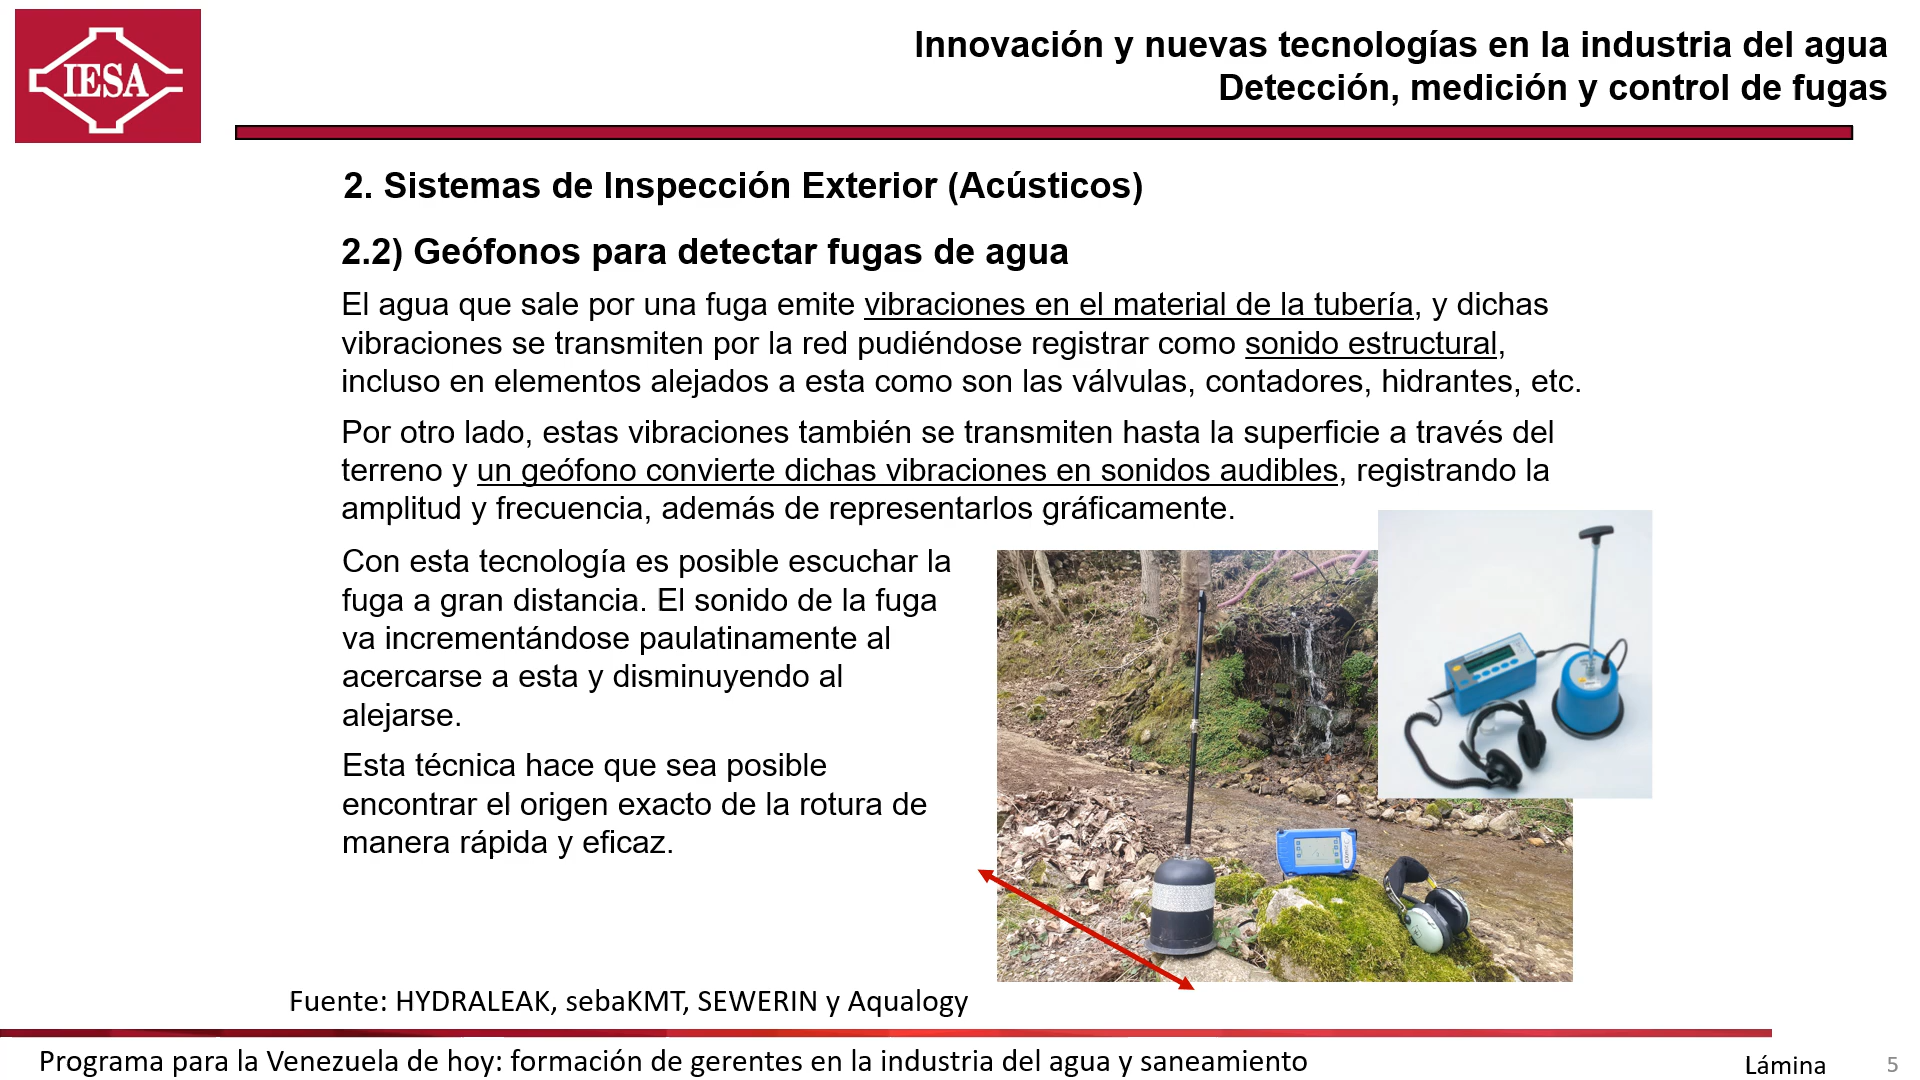 IESA
Innovación y nuevas tecnologías en la industria del agua
Detección, medición y control de fugas
2. Sistemas de Inspección Exterior (Acústicos)
2.2) Geófonos para detectar fugas de agua
El agua que sale por una fuga emite vibraciones en el material de la tubería, y dichas
vibraciones se transmiten por la red pudiéndose registrar como sonido estructural,
incluso en elementos alejados a esta como son las válvulas, contadores, hidrantes, etc.
Por otro lado, estas vibraciones también se transmiten hasta la superficie a través del
terreno y un geófono convierte dichas vibraciones en sonidos audibles, registrando la
amplitud y frecuencia, además de representarlos gráficamente.
Con esta tecnología es posible escuchar la
fuga a gran distancia. El sonido de la fuga
va incrementándose paulatinamente al
acercarse a esta y disminuyendo al
alejarse.
Esta técnica hace que sea posible
encontrar el origen exacto de la rotura de
manera rápida y eficaz.
Fuente: HYDRALEAK, sebaKMT, SEWERIN y Aqualogy
Programa para la Venezuela de hoy: formación de gerentes en la industria del agua y saneamiento
Lámina 5